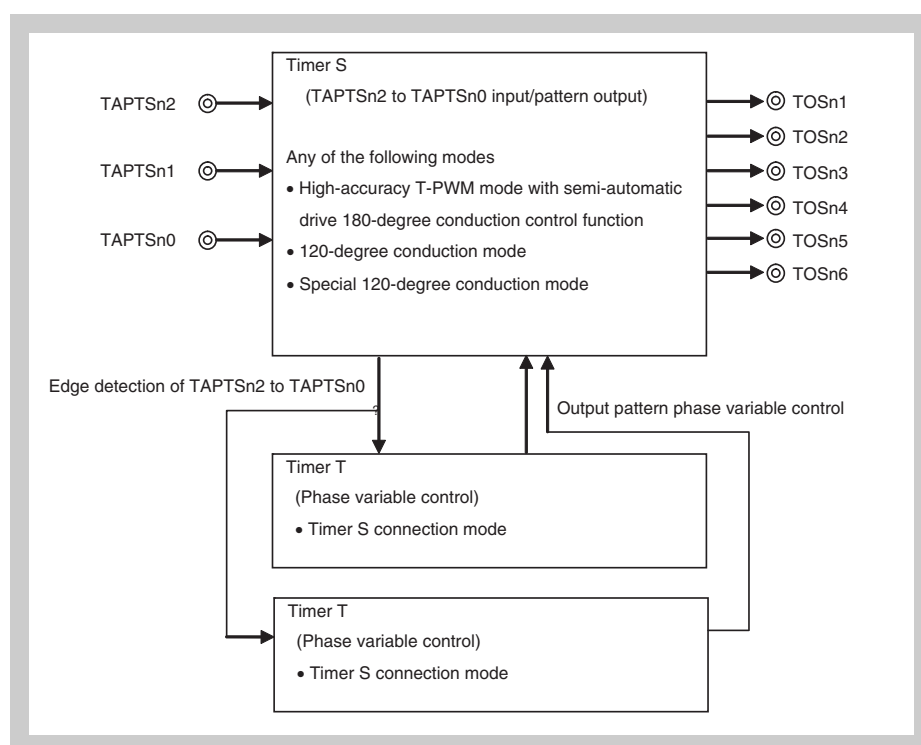 Timer S
(TAPTSn2 to TAPTSn0 input/pattern output)
TAPTSn2
TAPTSn1
TAPTSn0
Any of the following modes
• High-accuracy T-PWM mode with semi-automatic
drive 180-degree conduction control function
• 120-degree conduction mode
• Special 120-degree conduction mode
TOSn1
TOSn2
TOSn3
TOSn4
TOSn5
TOSn6
Edge detection of TAPTSn2 to TAPTSn0
?
Output pattern phase variable control
Timer T
(Phase variable control)
• Timer S connection mode
Timer T
(Phase variable control)
• Timer S connection mode